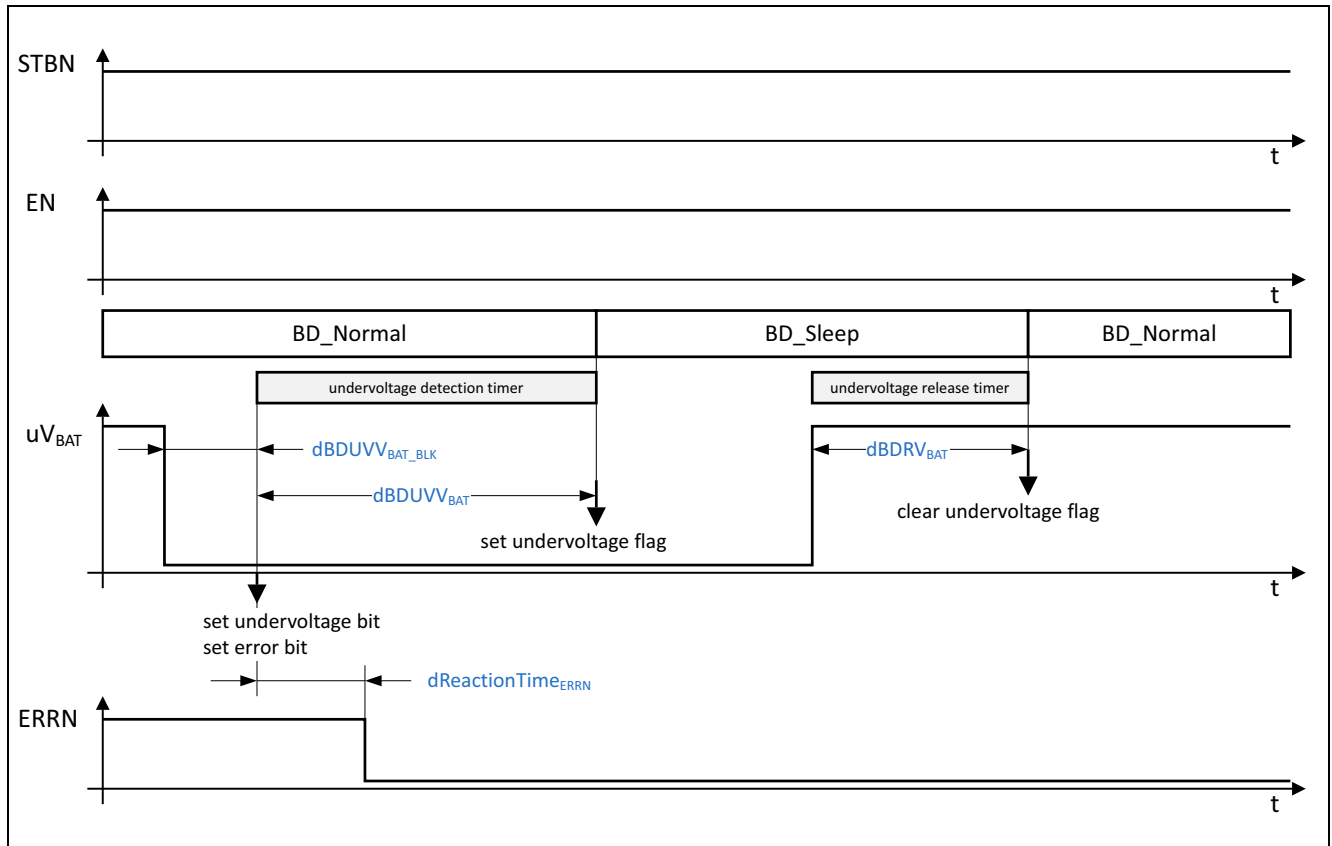 STBN
t
EN
t
BD_Normal
BD_Sleep
BD_Normal
undervoltage detection timer
undervoltage release timer
uVBAT
dBDUVVBAT_BLK
dBDRVBAT
dBDUVVBAT
clear undervoltage flag
set undervoltage flag
t
set undervoltage bit
set error bit
dReactionTimeERRN
ERRN
t